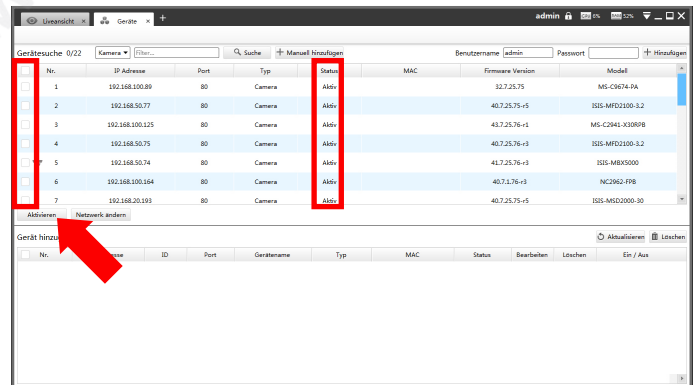 Liveansicht × Geräte × + admin CPU 6% MEM 52%
Gerätesuche 0/22 Kamera Filter... Suche + Manuell hinzufügen Benutzername admin Passwort + Hinzufügen
Nr. IP Adresse Port Typ Status MAC Firmware Version Modell
1 192.168.100.89 80 Camera Aktiv 32.7.25.75 MS-C9674-PA
2 192.168.50.77 80 Camera Aktiv 40.7.25.75-r5 ISIS-MFD2100-3.2
3 192.168.100.125 80 Camera Aktiv 43.7.25.76-r1 MS-C2941-X30RPB
4 192.168.50.75 80 Camera Aktiv 40.7.25.76-r3 ISIS-MFD2100-3.2
5 192.168.50.74 80 Camera Aktiv 41.7.25.76-r3 ISIS-MBX5000
6 192.168.100.164 80 Camera Aktiv 40.7.1.76-r3 NC2962-FPB
7 192.168.20.193 80 Camera Aktiv 40.7.25.75-r5 ISIS-MSD2000-30
Aktivieren Netzwerk ändern
Gerät Aktualisieren Löschen
Nr. ID Port Gerätename Typ MAC Status Bearbeiten Löschen Ein / Aus